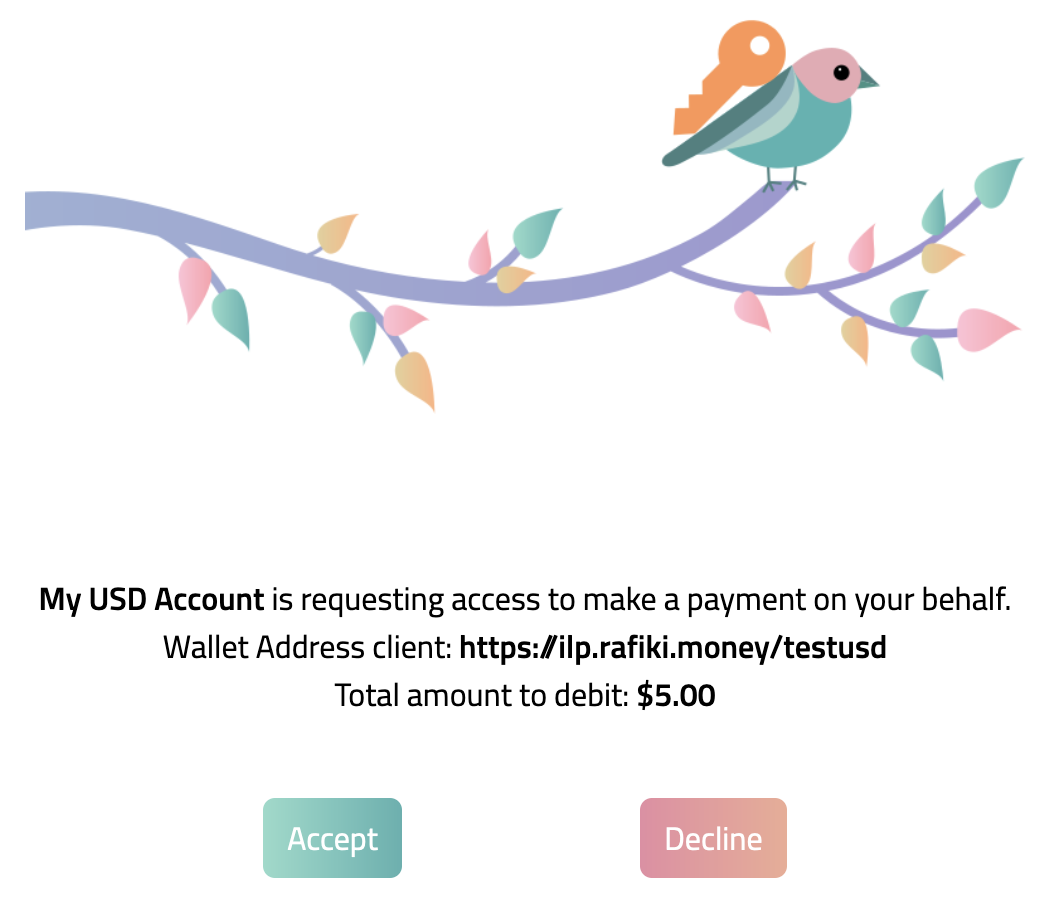 My USD Account is requesting access to make a payment on your behalf.
Wallet Address client: https://ilp.rafiki.money/testusd
Total amount to debit: $5.00
Accept
Decline